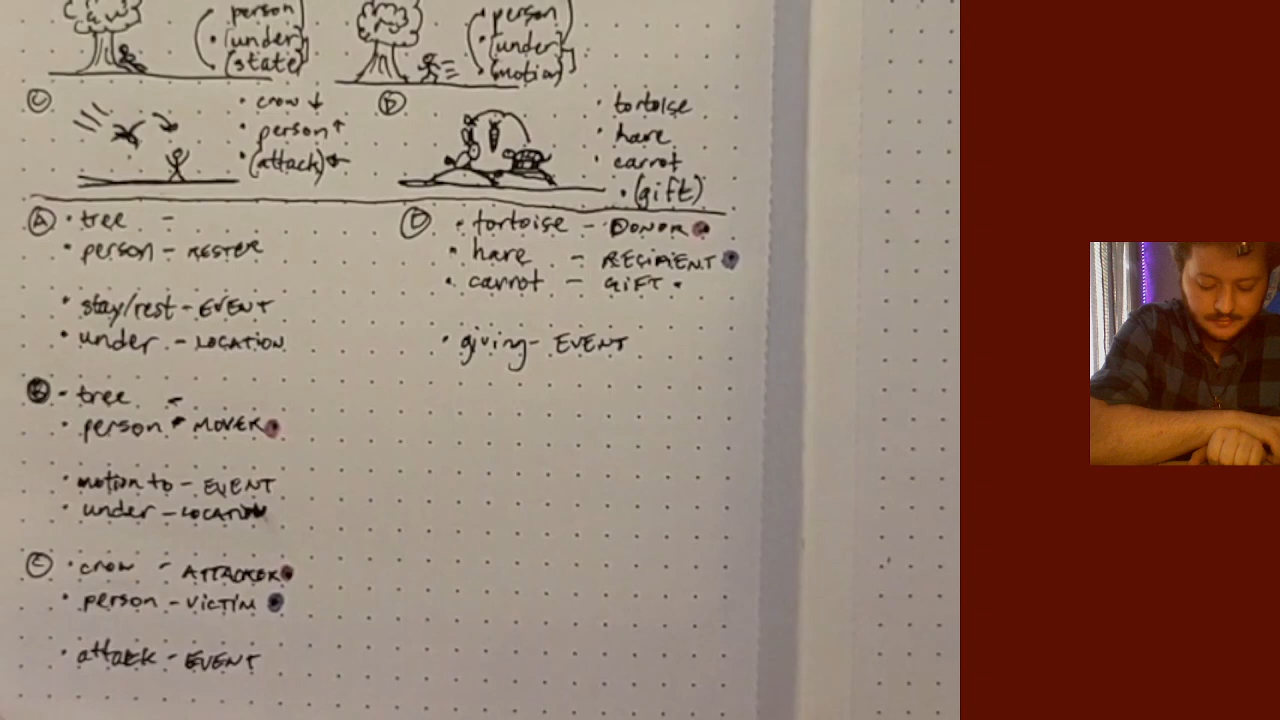 person
(under)
(state)
person
(under)
(motion)
C
• crow ↓
• person ↑
• (attack) ←
D
• tortoise
• hare
• carrot
• (gift)
A • tree –
• person – RESTER
• stay/rest – EVENT
• under – LOCATION
B – tree –
• person – MOVER
• motion to – EVENT
• under – LOCATION
C • crow – ATTACKER
• person – VICTIM
• attack – EVENT
D • tortoise – DONOR
• hare – RECIPIENT
• carrot – GIFT
• giving – EVENT